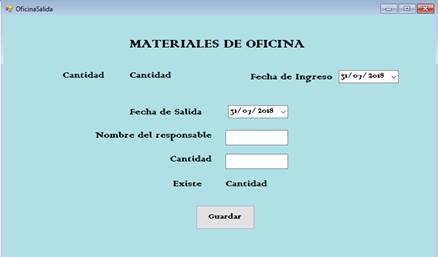 OficinaSalida
MATERIALES DE OFICINA
Cantidad Cantidad Fecha de Ingreso 31/07/2018
Fecha de Salida 31/07/2018
Nombre del responsable
Cantidad
Existe Cantidad
Guardar